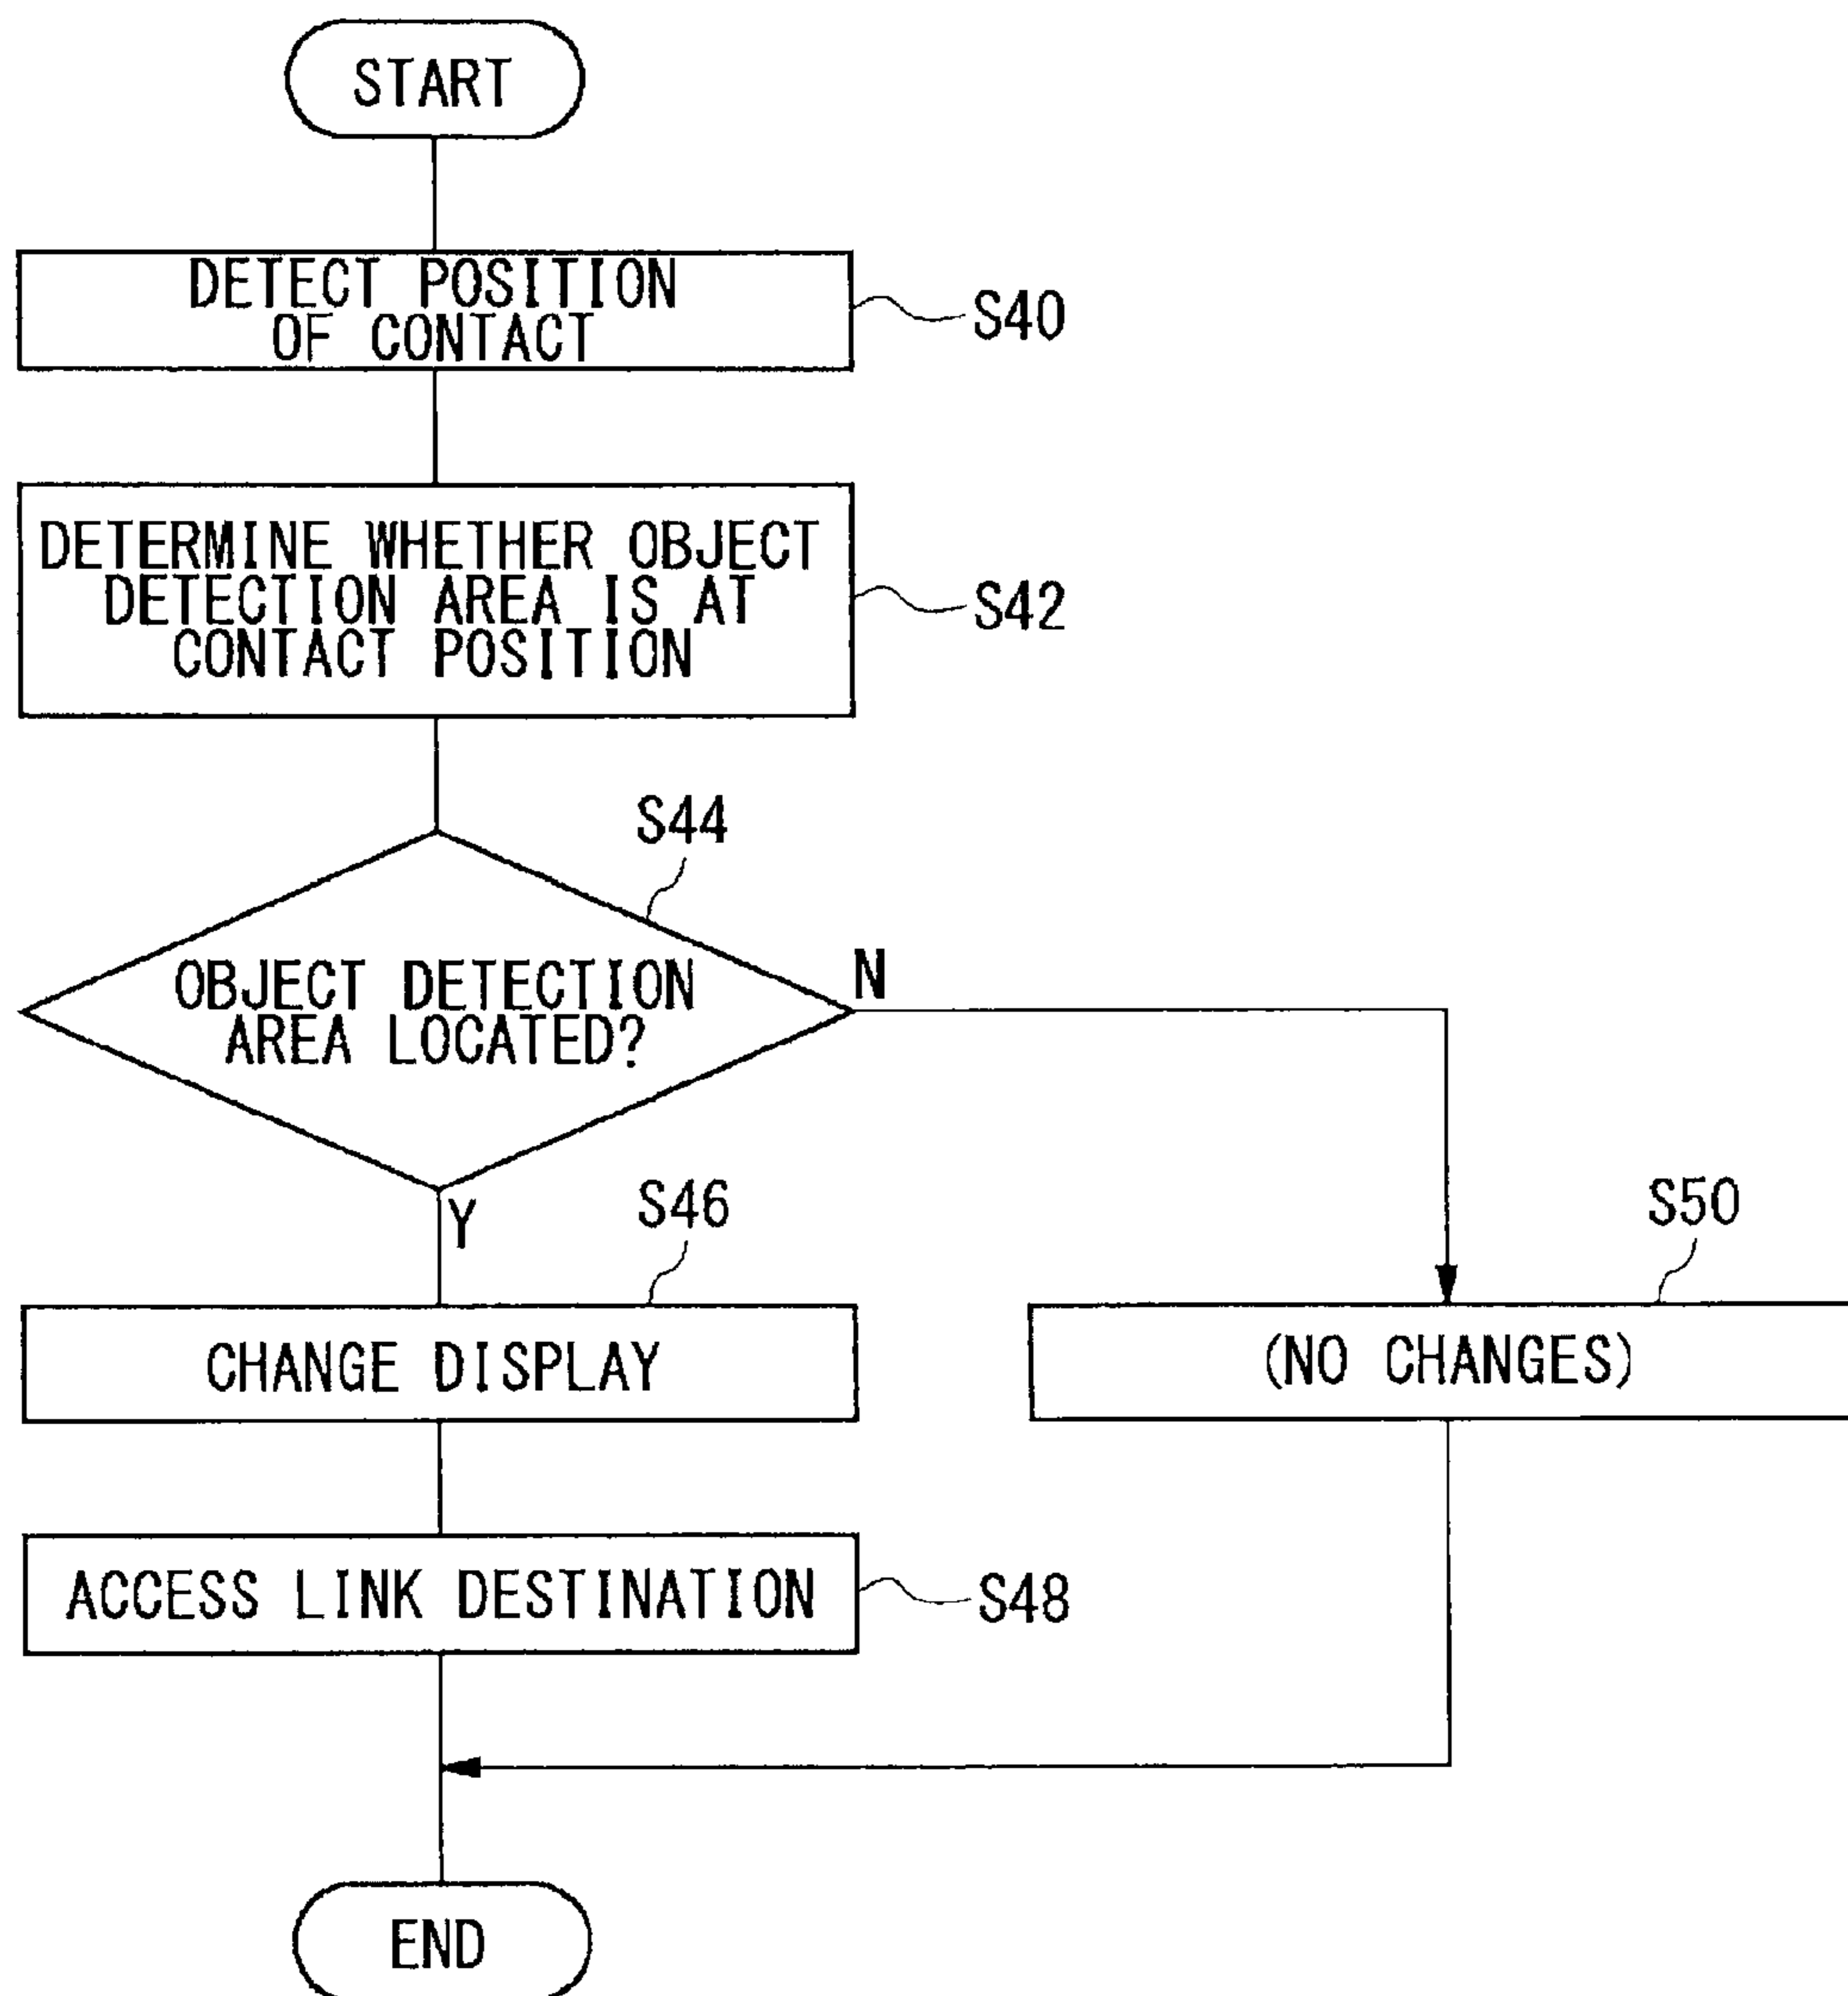 START
DETECT POSITION
OF CONTACT
S40
DETERMINE WHETHER OBJECT
DETECTION AREA IS AT
CONTACT POSITION
S42
S44
OBJECT DETECTION
AREA LOCATED?
N
Y
S46
CHANGE DISPLAY
S50
(NO CHANGES)
ACCESS LINK DESTINATION
S48
END